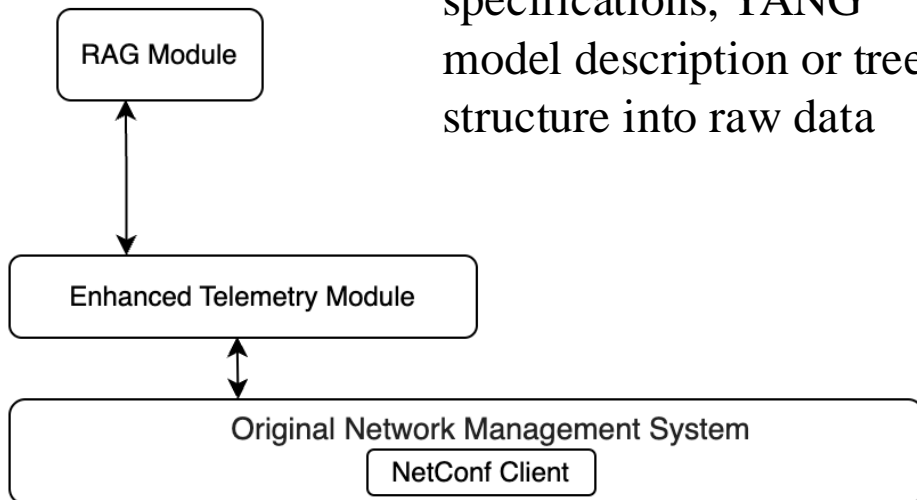 specifications, YANG
RAG Module
model description or tree
structure into raw data
Enhanced Telemetry Module
Original Network Management System
NetConf Client